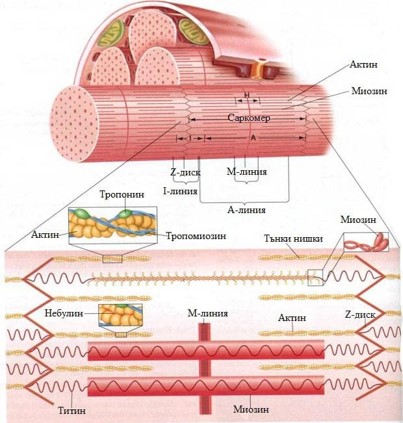 Актин
H
Миозин
Саркомер
I
A
Z-диск
М-линия
I-линия
Тропонин
А-линия
Миозин
Актин
Тропомиозин
Тънки нишки
Небулин
М-линия
Актин
Z-диск
Титин
Миозин